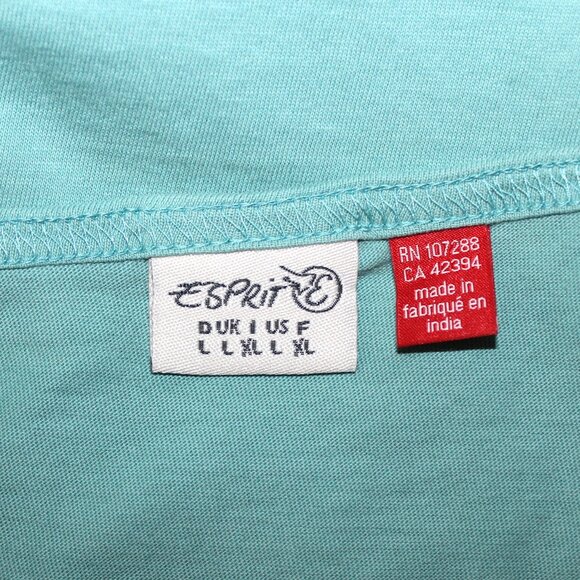 ESPRIT E
D UK I US F
L L XL L XL
RN 107288
CA 42394
made in
fabriqué en
india